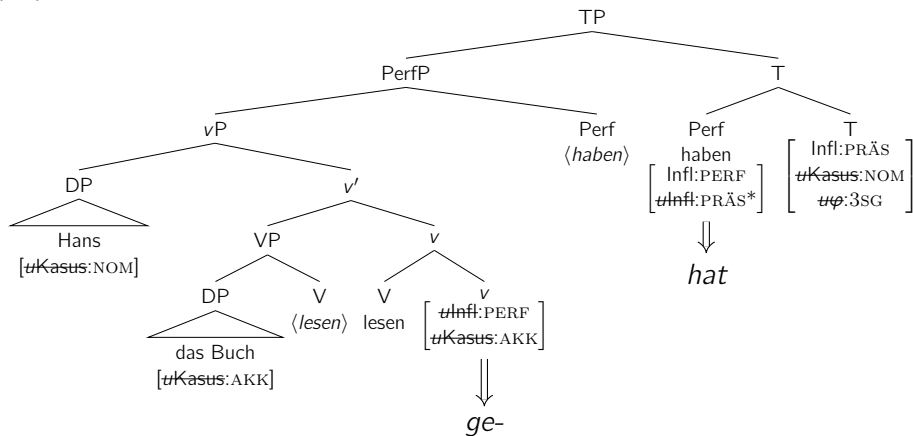 TP
PerfP T
vP Perf Perf T
⟨haben⟩ haben Infl:PRÄS
Infl:PERF uKasus:NOM
uInfl:PRÄS* uφ:3SG
DP v′
Hans VP v
[uKasus:NOM] hat
DP V V v
⟨lesen⟩ lesen uInfl:PERF
das Buch uKasus:AKK
[uKasus:AKK]
ge-